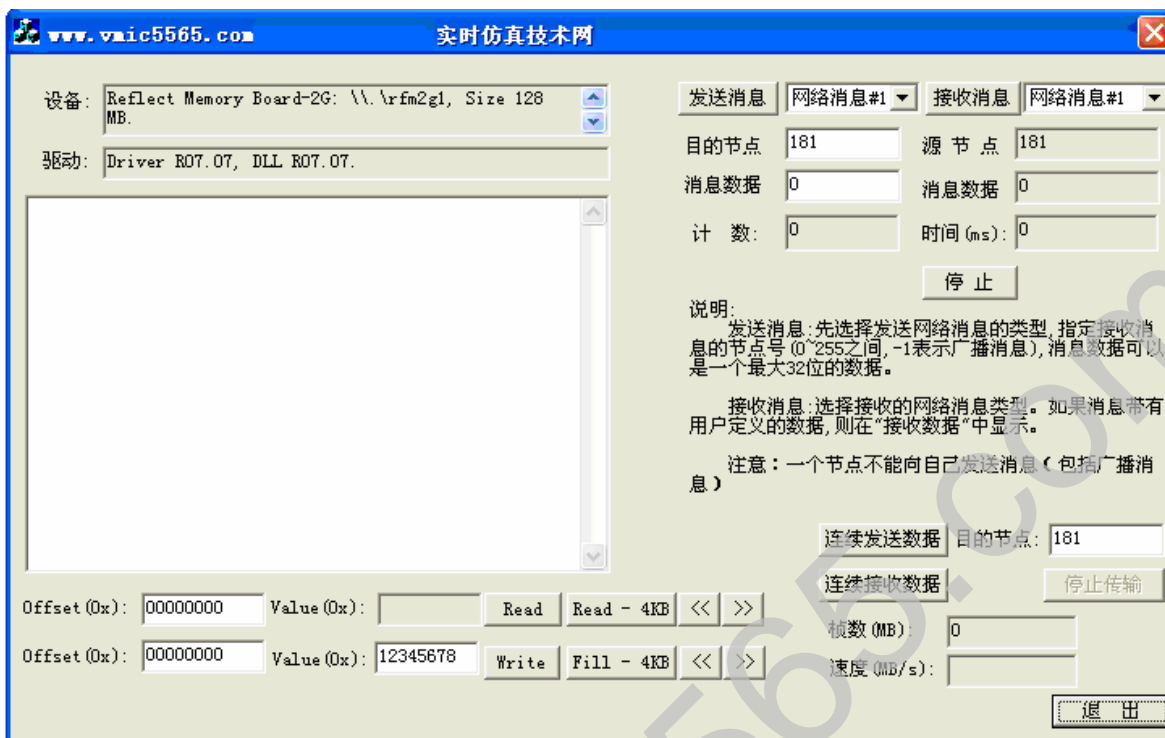 www.vmic5565.com 实时仿真技术网
设备: Reflect Memory Board-2G: \\.\rfm2g1, Size 128
MB.
驱动: Driver R07.07, DLL R07.07.
发送消息 网络消息#1 接收消息 网络消息#1
目的节点 181 源 节 点 181
消息数据 0 消息数据 0
计 数: 0 时间(ms): 0
停 止
说明:
发送消息:先选择发送网络消息的类型,指定接收消
息的节点号(0~255之间,-1表示广播消息),消息数据可以
是一个最大32位的数据。
接收消息:选择接收的网络消息类型。如果消息带有
用户定义的数据,则在“接收数据”中显示。
注意：一个节点不能向自己发送消息（包括广播消
息）
连续发送数据 目的节点: 181
连续接收数据 停止传输
Offset(0x): 00000000 Value(0x): Read Read - 4KB << >>
桢数(MB): 0
Offset(0x): 00000000 Value(0x): 12345678 Write Fill - 4KB << >>
速度(MB/s):
退 出
565.com